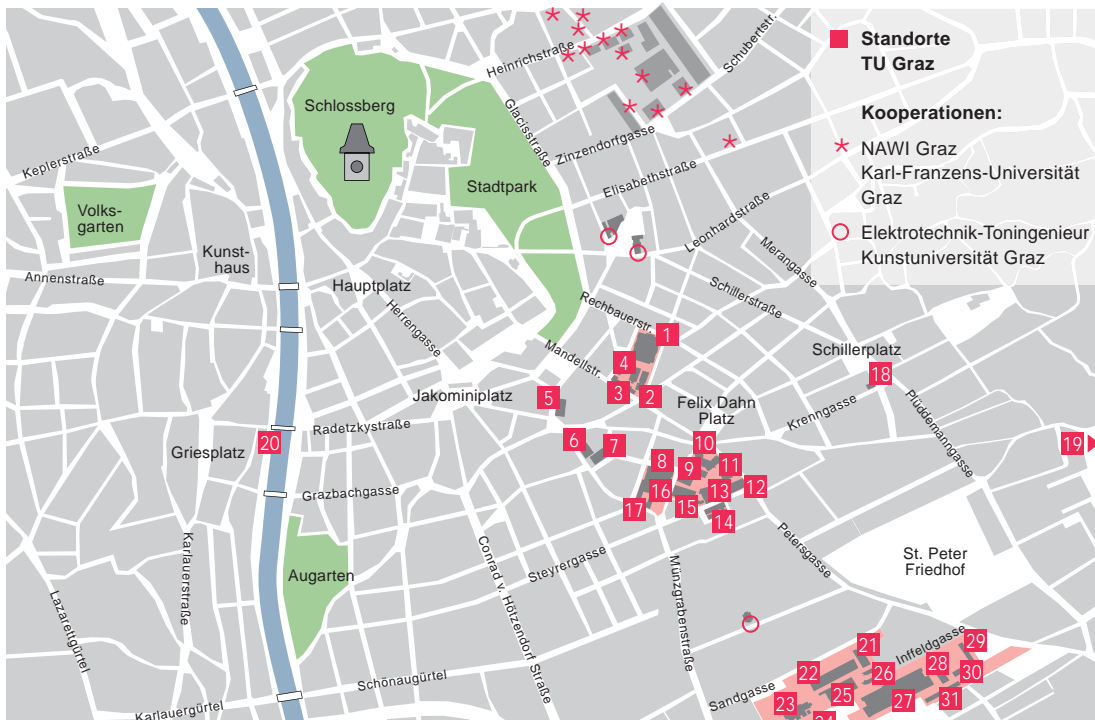 Standorte
TU Graz
Kooperationen:
NAWI Graz
Karl-Franzens-Universität
Graz
Elektrotechnik-Toningenieur
Kunstuniversität Graz
Heinrichstraße
Schubertstr.
Schlossberg
Glacisstraße
Zinzendorfgasse
Keplerstraße
Stadtpark
Elisabethstraße
Volks-
garten
Leonhardstraße
Merangasse
Kunst-
haus
Annenstraße
Hauptplatz
Schillerstraße
Herrengasse
Rechbauerstr.
1
Mandellstr.
4
Schillerplatz
18
3
2
Jakominiplatz
5
Felix Dahn
Platz
Krenngasse
Plüddemanngasse
Radetzkystraße
20
Griesplatz
6
7
10
19
8
9
11
Grazbachgasse
16
13
12
17
15
14
Karlauerstraße
Conrad v. Hötzendorf Straße
Steyrergasse
Münzgrabenstraße
Petersgasse
St. Peter
Friedhof
Augarten
Lazarettgürtel
21
Inffeldgasse
29
22
26
28
30
Schönaugürtel
Sandgasse
25
27
31
23
Karlauergürtel
24